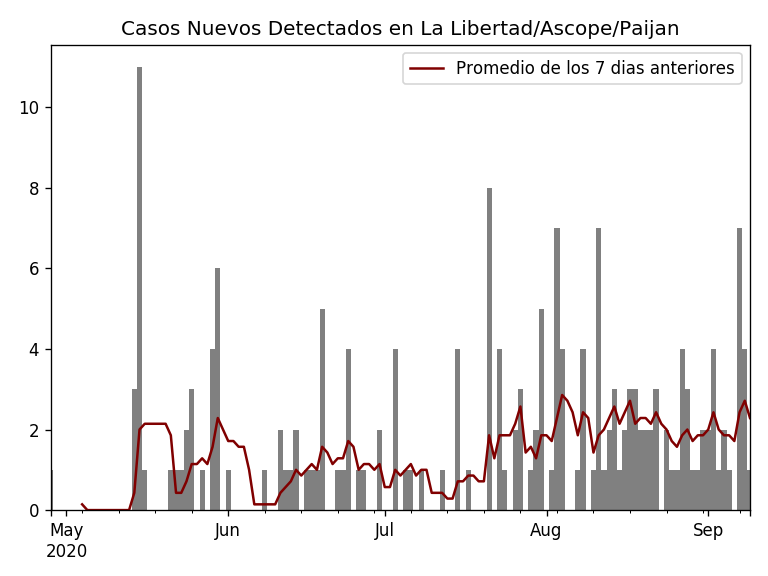 Casos Nuevos Detectados en La Libertad/Ascope/Paijan
Promedio de los 7 dias anteriores
10
8
6
4
2
0
May Jun Jul Aug Sep
2020